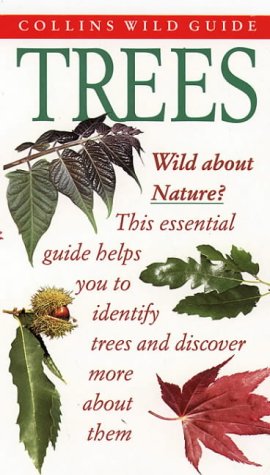 COLLINS WILD GUIDE
TREES
Wild about
Nature?
This essential
guide helps
you to
identify
trees and discover
more
about
them